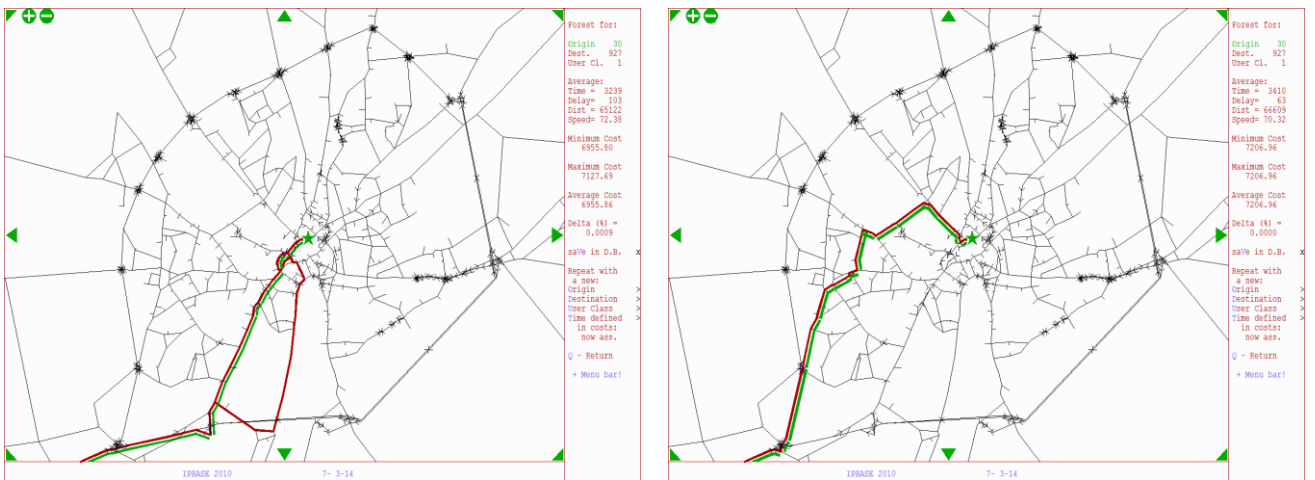 Forest for:
Origin 30
Dest. 927
User Cl. 1
Average:
Time = 3239
Delay= 103
Dist = 65122
Speed= 72.38
Minimum Cost
6955.80
Maximum Cost
7127.69
Average Cost
6955.86
Delta (%) =
0.0009
saVe in D.B. x
Repeat with
a new:
Origin >
Destination >
User Class >
Time defined >
in costs:
now ass.
Q - Return
+ Menu bar!
IPBASE 2010 7- 3-14
Forest for:
Origin 30
Dest. 927
User Cl. 1
Average:
Time = 3410
Delay= 63
Dist = 66609
Speed= 70.32
Minimum Cost
7206.96
Maximum Cost
7206.96
Average Cost
7206.96
Delta (%) =
0.0000
saVe in D.B. x
Repeat with
a new:
Origin >
Destination >
User Class >
Time defined >
in costs:
now ass.
Q - Return
+ Menu bar!
IPBASE 2010 7- 3-14